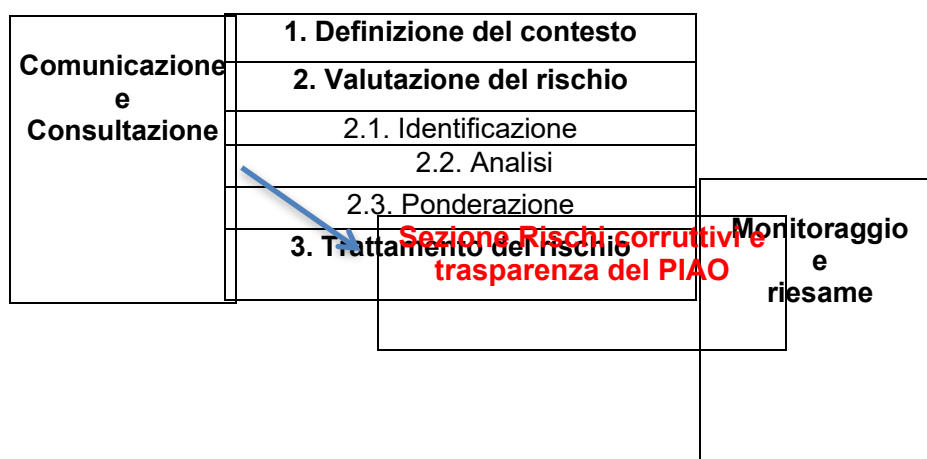 Comunicazione
e
Consultazione
1. Definizione del contesto
2. Valutazione del rischio
2.1. Identificazione
2.2. Analisi
2.3. Ponderazione
3. Trattamento del rischio
Sezione Rischi corruttivi e
trasparenza del PIAO
Monitoraggio
e
riesame